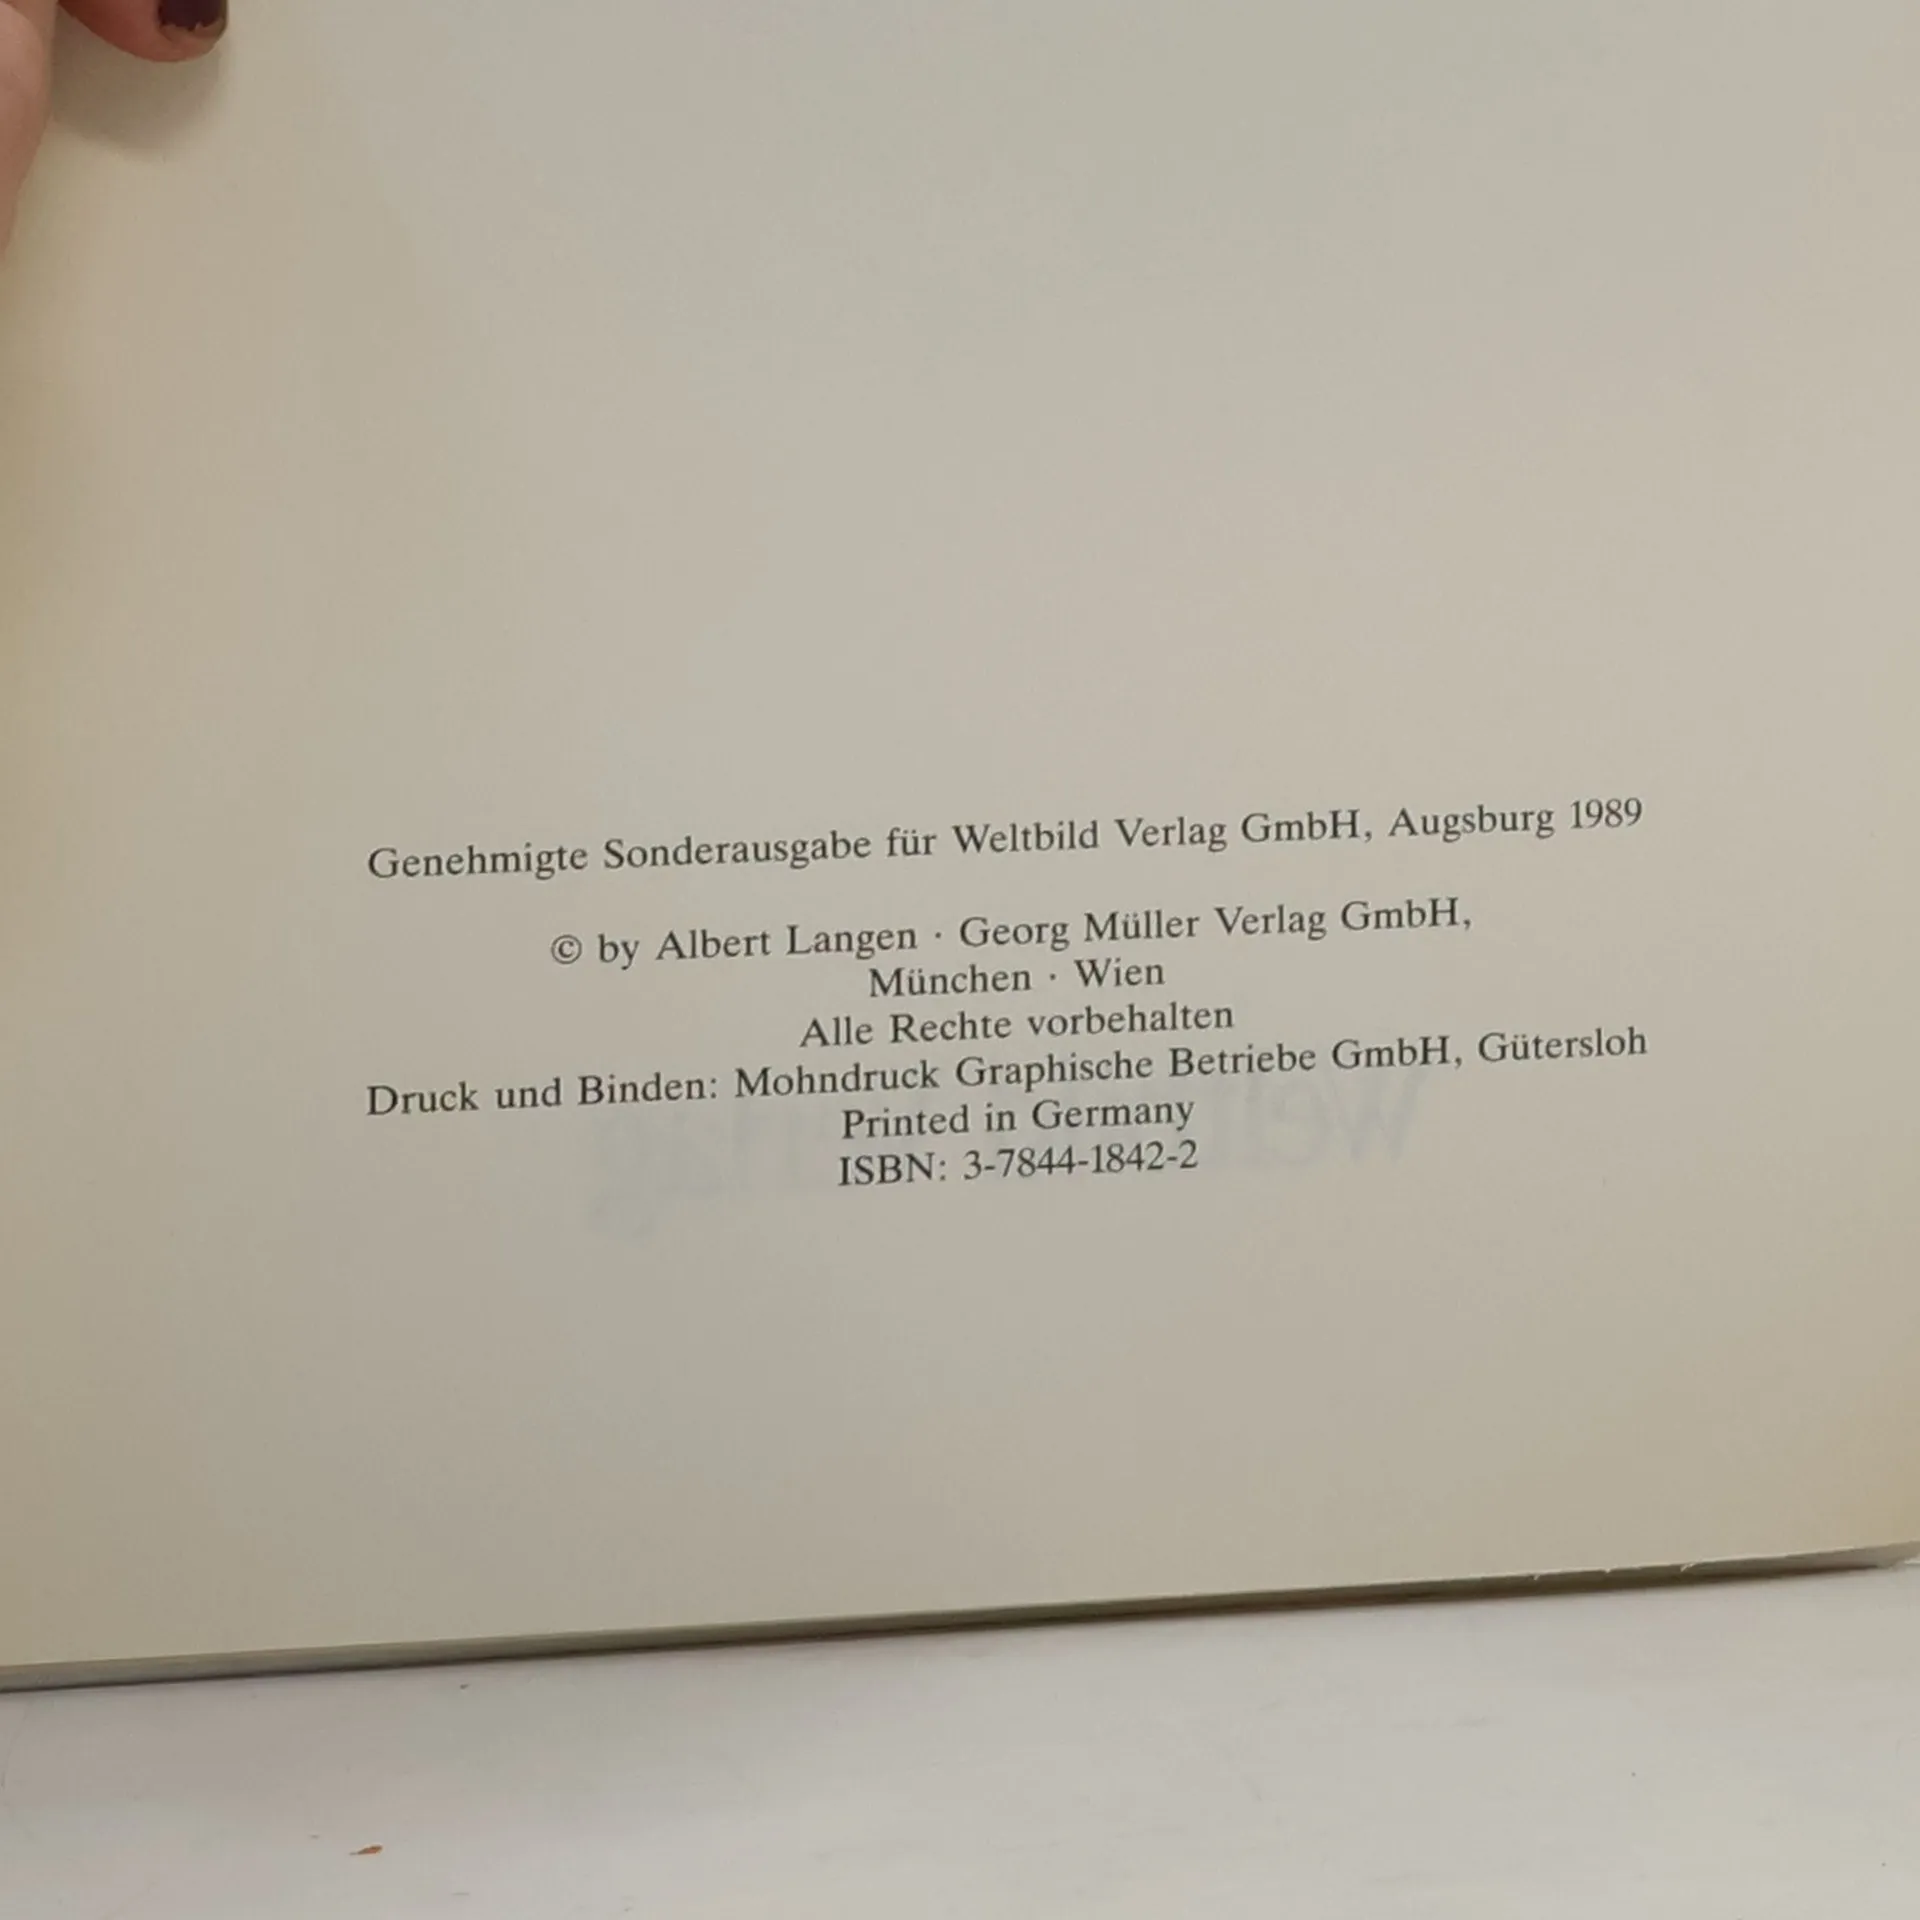 Genehmigte Sonderausgabe für Weltbild Verlag GmbH, Augsburg 1989
© by Albert Langen · Georg Müller Verlag GmbH,
München · Wien
Alle Rechte vorbehalten
Druck und Binden: Mohndruck Graphische Betriebe GmbH, Gütersloh
Printed in Germany
ISBN: 3-7844-1842-2